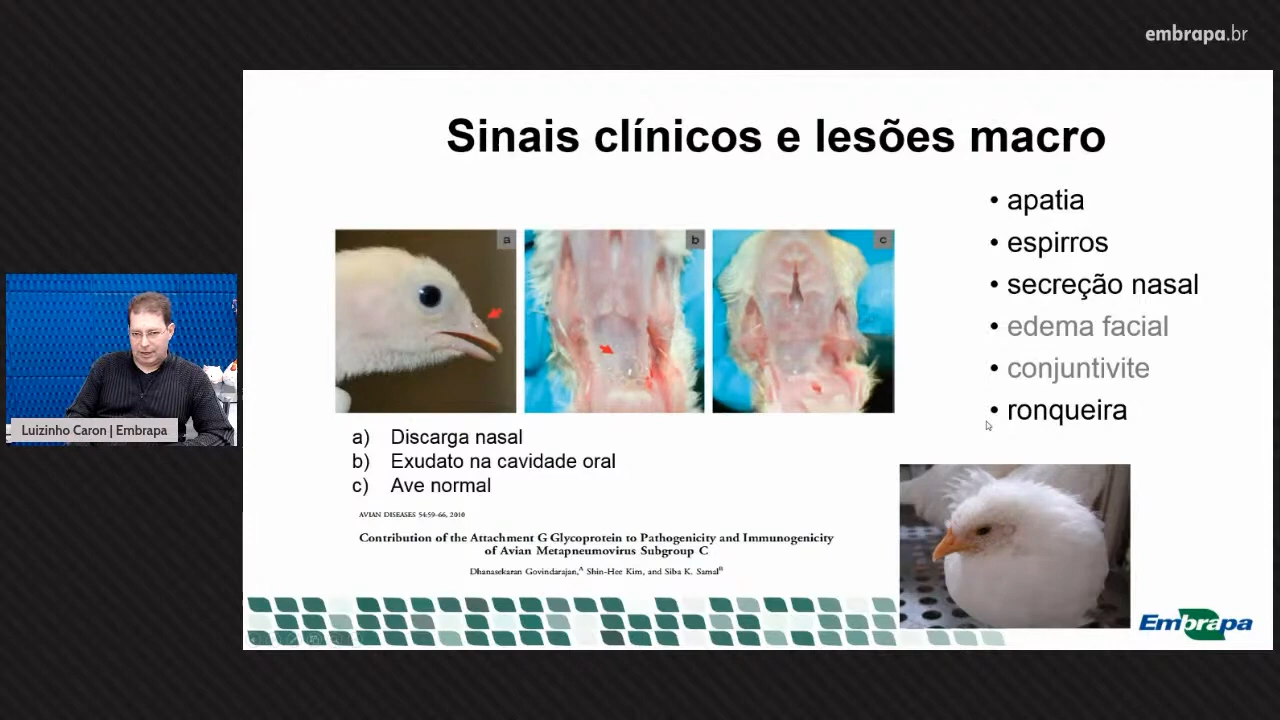 embrapa.br
Sinais clínicos e lesões macro
a
b
c
• apatia
• espirros
• secreção nasal
• edema facial
• conjuntivite
• ronqueira
a) Discarga nasal
b) Exudato na cavidade oral
c) Ave normal
AVIAN DISEASES 54:59–66, 2010
Contribution of the Attachment G Glycoprotein to Pathogenicity and Immunogenicity
of Avian Metapneumovirus Subgroup C
Dhanasekaran Govindarajan,A Shin-Hee Kim, and Siba K. SamalB
Luizinho Caron | Embrapa
Embrapa